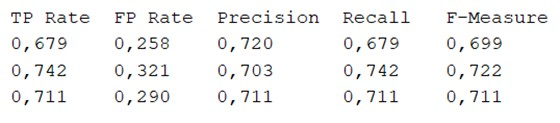 TP Rate FP Rate Precision Recall F-Measure
0,679 0,258 0,720 0,679 0,699
0,742 0,321 0,703 0,742 0,722
0,711 0,290 0,711 0,711 0,711